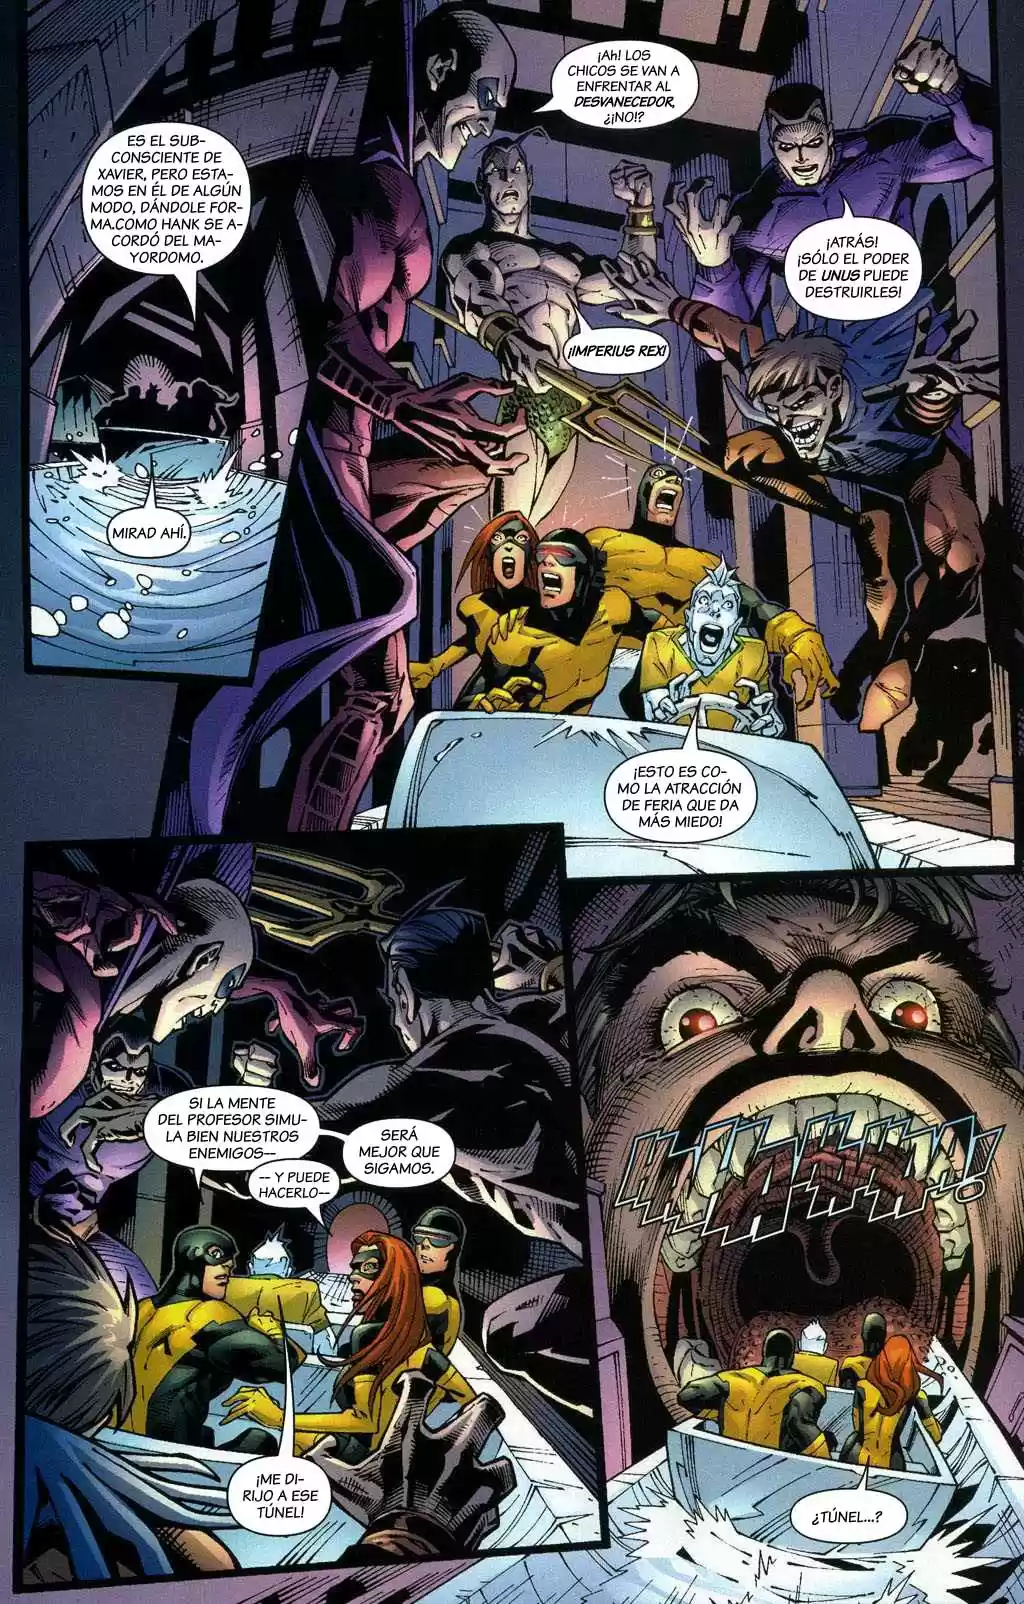 ES EL SUB-
CONSCIENTE DE
XAVIER, PERO ESTA-
MOS EN ÉL DE ALGÚN
MODO, DÁNDOLE FOR-
MA.COMO HANK SE A-
CORDÓ DEL MA-
YORDOMO.
MIRAD AHÍ.
¡Ah! LOS
CHICOS SE VAN A
ENFRENTAR AL
DESVANECEDOR,
¿¡NO!?
¡IMPERIUS REX!
¡ATRÁS!
¡SÓLO EL PODER
DE UNUS PUEDE
DESTRUIRLES!
¡ESTO ES CO-
MO LA ATRACCIÓN
DE FERIA QUE DA
MÁS MIEDO!
SI LA MENTE
DEL PROFESOR SIMU-
LA BIEN NUESTROS
ENEMIGOS--
-- Y PUEDE
HACERLO--
SERÁ
MEJOR QUE
SIGAMOS.
¡ME DI-
RIJO A ESE
TÚNEL!
¿TÚNEL...?